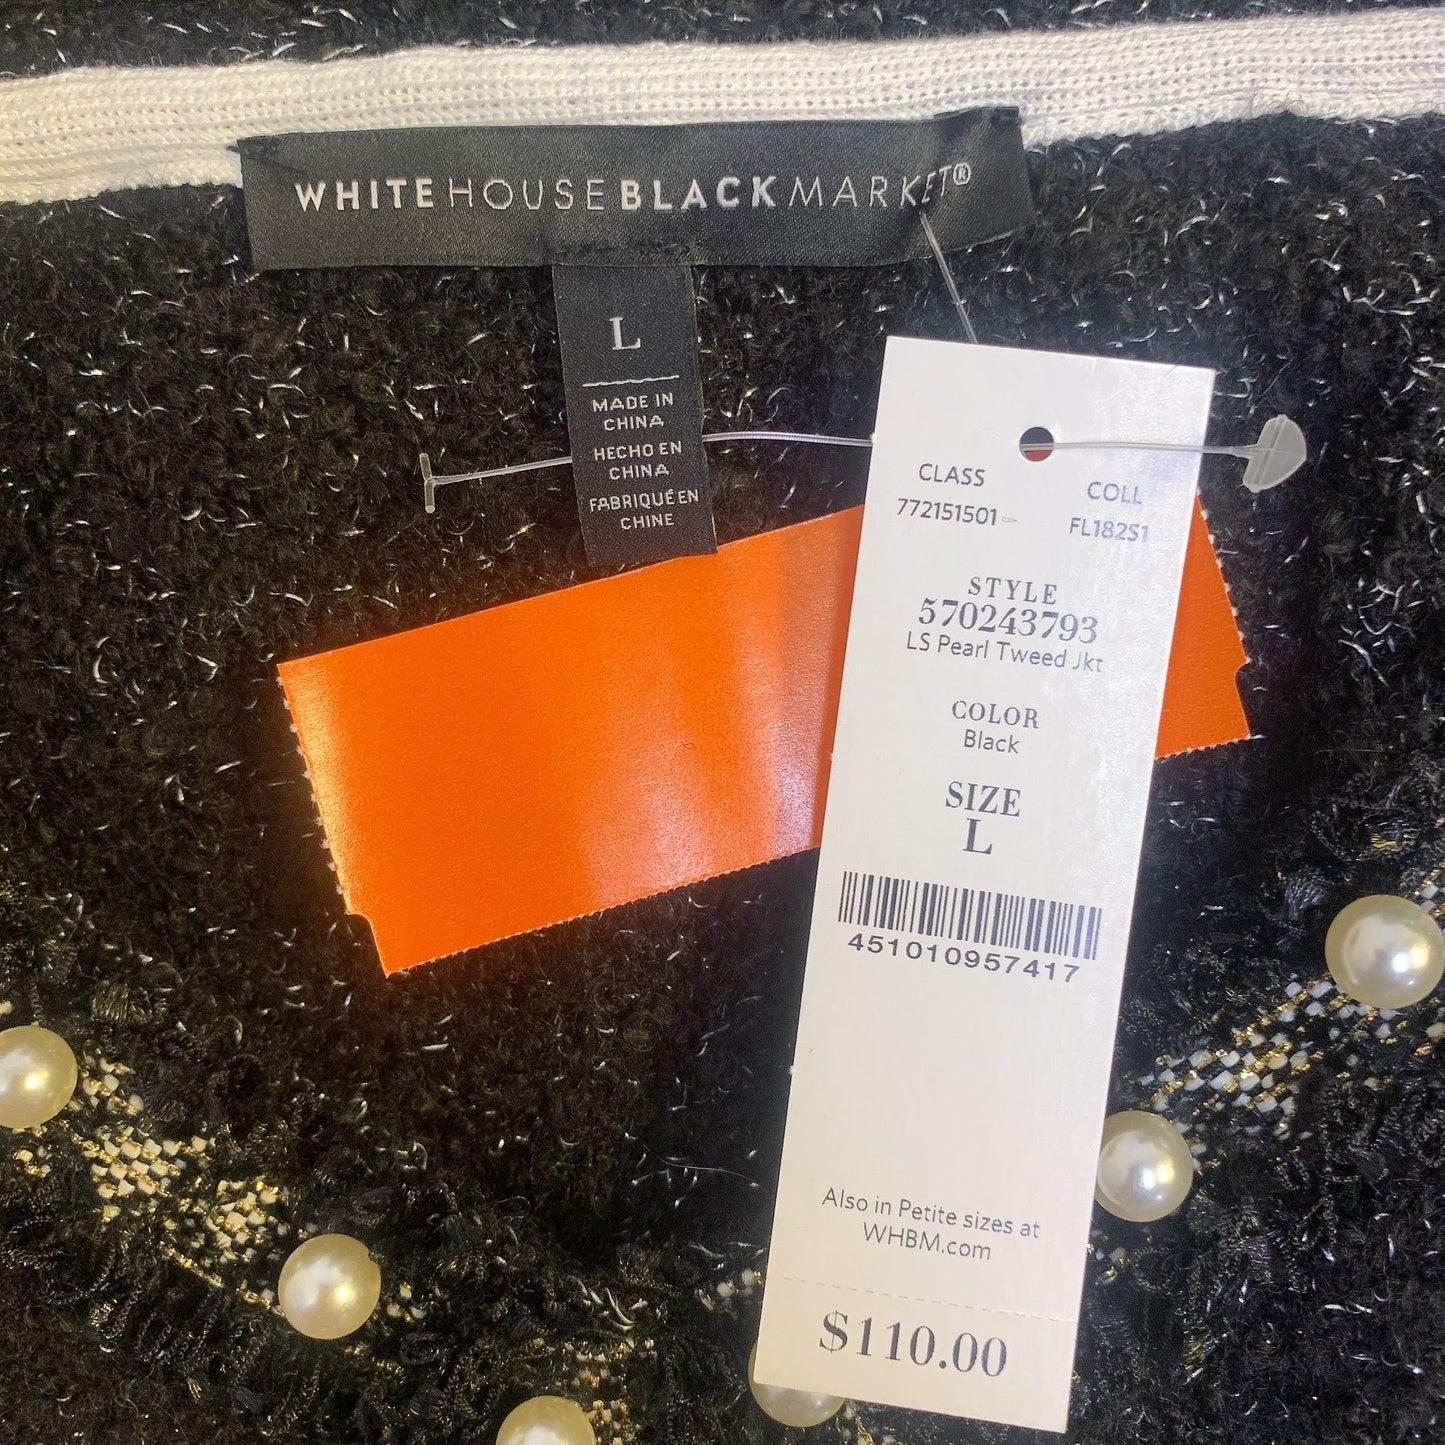 WHITEHOUSEBLACKMARKET®
L
MADE IN
CHINA
HECHO EN
CHINA
FABRIQUÉ EN
CHINE
CLASS
772151501
COLL
FL182S1
STYLE
570243793
LS Pearl Tweed Jkt
COLOR
Black
SIZE
L
451010957417
Also in Petite sizes at
WHBM.com
$110.00